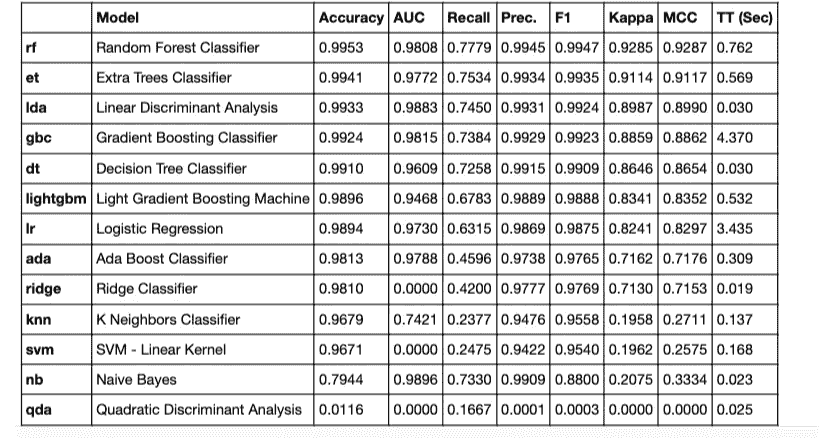 Model Accuracy AUC Recall Prec. F1 Kappa MCC TT (Sec)
rf Random Forest Classifier 0.9953 0.9808 0.7779 0.9945 0.9947 0.9285 0.9287 0.762
et Extra Trees Classifier 0.9941 0.9772 0.7534 0.9934 0.9935 0.9114 0.9117 0.569
lda Linear Discriminant Analysis 0.9933 0.9883 0.7450 0.9931 0.9924 0.8987 0.8990 0.030
gbc Gradient Boosting Classifier 0.9924 0.9815 0.7384 0.9929 0.9923 0.8859 0.8862 4.370
dt Decision Tree Classifier 0.9910 0.9609 0.7258 0.9915 0.9909 0.8646 0.8654 0.030
lightgbm Light Gradient Boosting Machine 0.9896 0.9468 0.6783 0.9889 0.9888 0.8341 0.8352 0.532
lr Logistic Regression 0.9894 0.9730 0.6315 0.9869 0.9875 0.8241 0.8297 3.435
ada Ada Boost Classifier 0.9813 0.9788 0.4596 0.9738 0.9765 0.7162 0.7176 0.309
ridge Ridge Classifier 0.9810 0.0000 0.4200 0.9777 0.9769 0.7130 0.7153 0.019
knn K Neighbors Classifier 0.9679 0.7421 0.2377 0.9476 0.9558 0.1958 0.2711 0.137
svm SVM - Linear Kernel 0.9671 0.0000 0.2475 0.9422 0.9540 0.1962 0.2575 0.168
nb Naive Bayes 0.7944 0.9896 0.7330 0.9909 0.8800 0.2075 0.3334 0.023
qda Quadratic Discriminant Analysis 0.0116 0.0000 0.1667 0.0001 0.0003 0.0000 0.0000 0.025